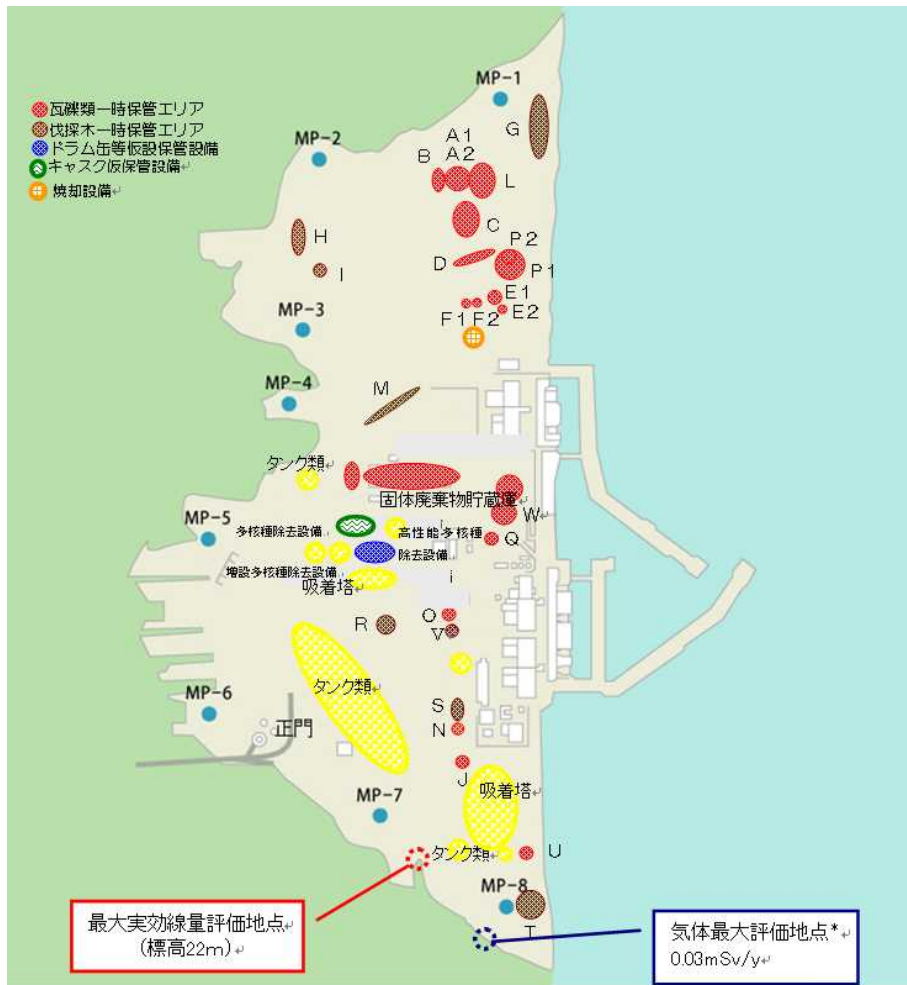 MP-1
瓦礫類一時保管エリア
伐採木一時保管エリア
ドラム缶等仮設保管設備
キャスク仮保管設備
焼却設備
G
MP-2
A1
A2
B
L
C
H
I
D
P2
P1
E1
E2
F1 F2
MP-3
MP-4
M
タンク類
固体廃棄物貯蔵庫
W
MP-5
多核種除去設備
高性能多核種
除去設備
Q
増設多核種除去設備
吸着塔
i
R
O
V
タンク類
MP-6
正門
S
N
J
吸着塔
MP-7
タンク類
U
MP-8
T
最大実効線量評価地点
(標高22m)
気体最大評価地点*
0.03mSv/y